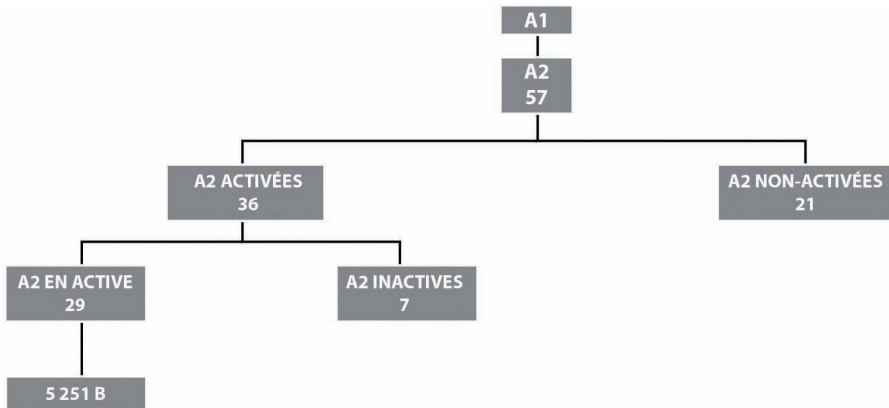 A1
A2
57
A2 ACTIVÉES
36
A2 NON-ACTIVÉES
21
A2 EN ACTIVE
29
A2 INACTIVES
7
5 251 B